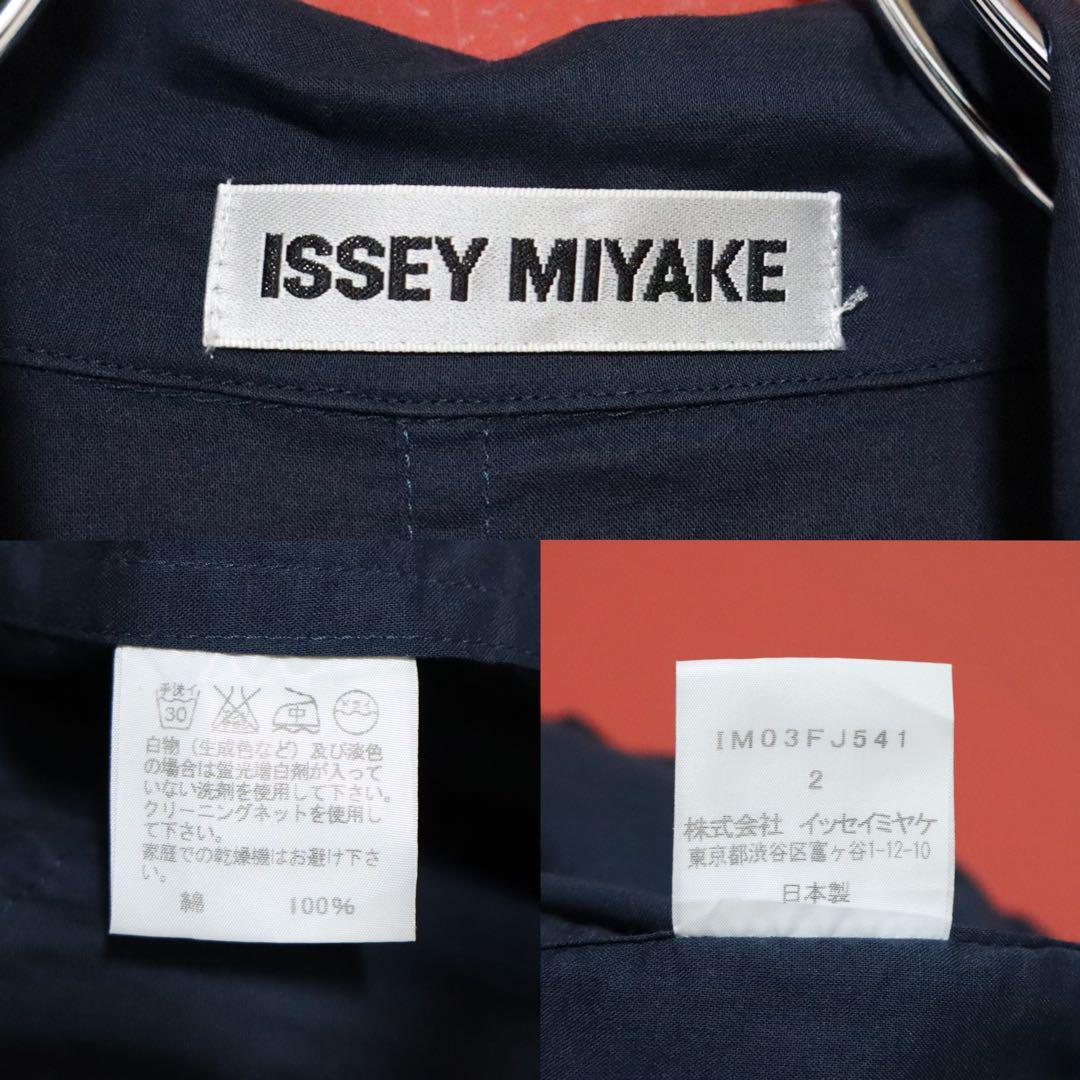 ISSEY MIYAKE
手洗イ
30
中
ドライ
白物(生成色など)及び淡色
の場合は蛍光増白剤が入って
いない洗剤を使用して下さい。
クリーニングネットを使用し
て下さい。
家庭での乾燥機はお避け下さ
い。
綿 100%
IM03FJ541
2
株式会社 イッセイミヤケ
東京都渋谷区富ヶ谷1-12-10
日本製